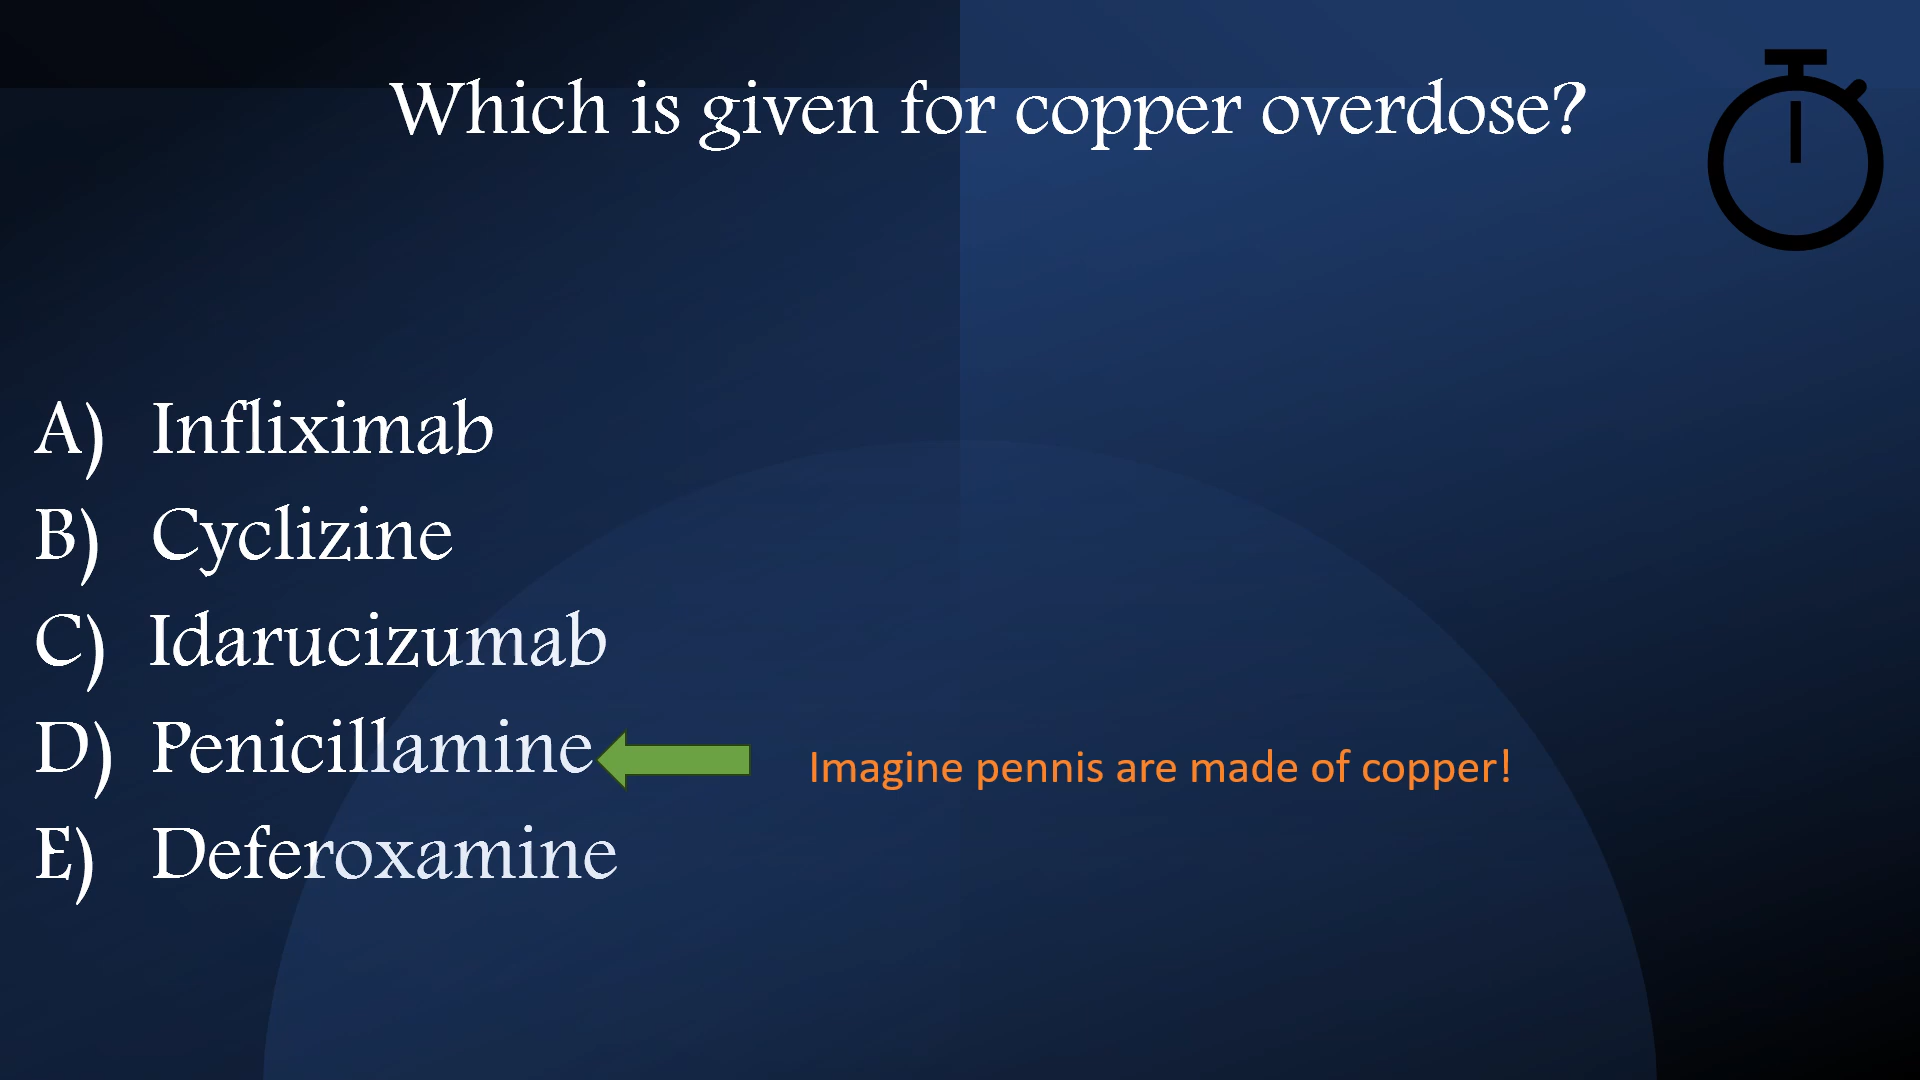 Which is given for copper overdose?
A) Infliximab
B) Cyclizine
C) Idarucizumab
D) Penicillamine
Imagine pennis are made of copper!
E) Deferoxamine